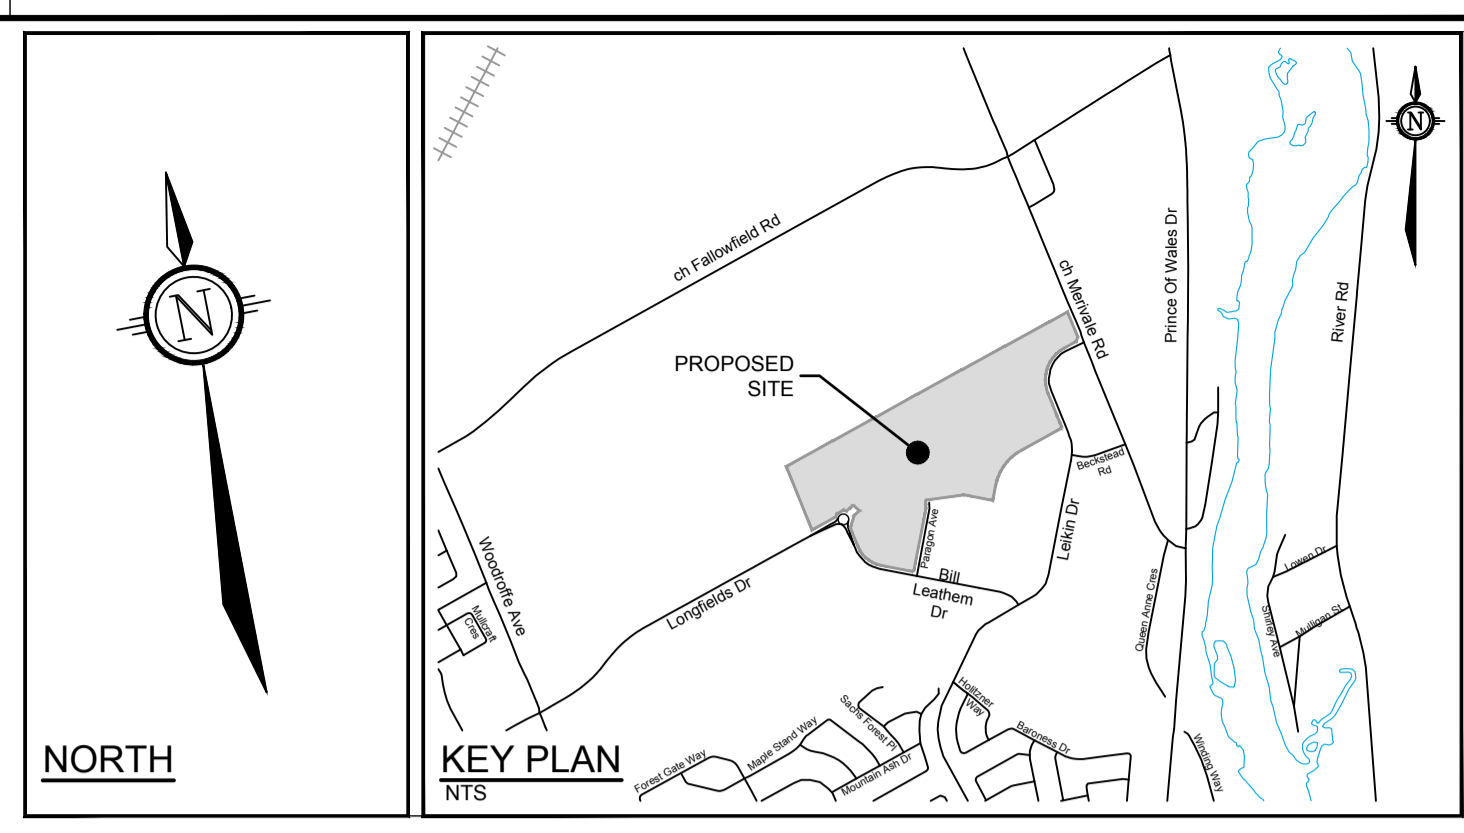 N
NORTH
N
ch Fallowfield Rd
ch Merivale Rd
Prince Of Wales Dr
River Rd
PROPOSED
SITE
Beckstead
Rd
Woodroffe Ave
Mullcraft
Cres
Longfields Dr
Paragon Ave
Bill
Leathem
Dr
Leikin Dr
Queen Anne Cres
Lowen Dr
Shirley Ave
Mulligan St
Holitzner
Way
Sachs Forest Pl
Baroness Dr
Maple Stand Way
Forest Gate Way
Mountain Ash Dr
Winding Way
KEY PLAN
NTS